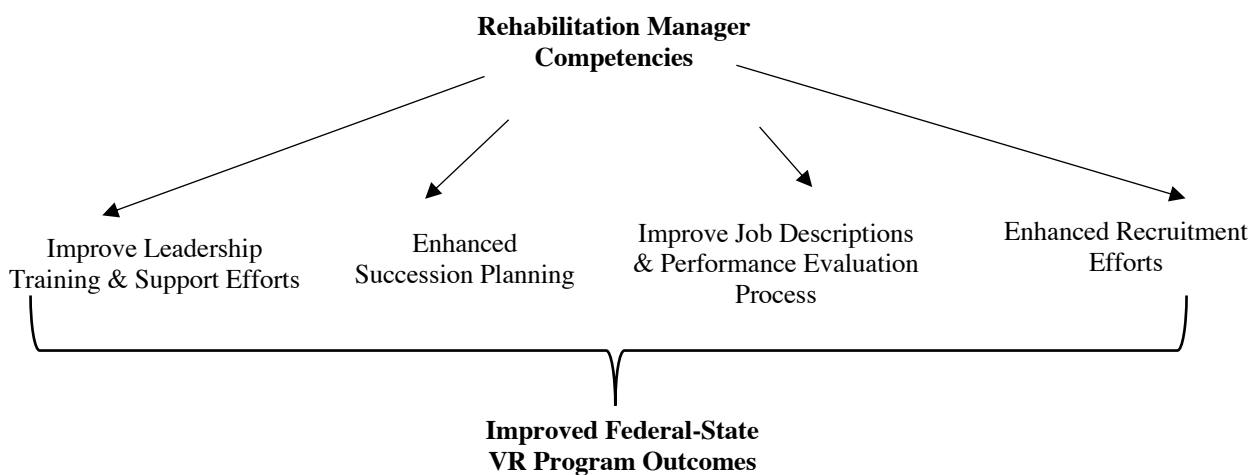 Rehabilitation Manager
Competencies
Improve Leadership
Training & Support Efforts
Enhanced
Succession Planning
Improve Job Descriptions
& Performance Evaluation
Process
Enhanced Recruitment
Efforts
Improved Federal-State
VR Program Outcomes